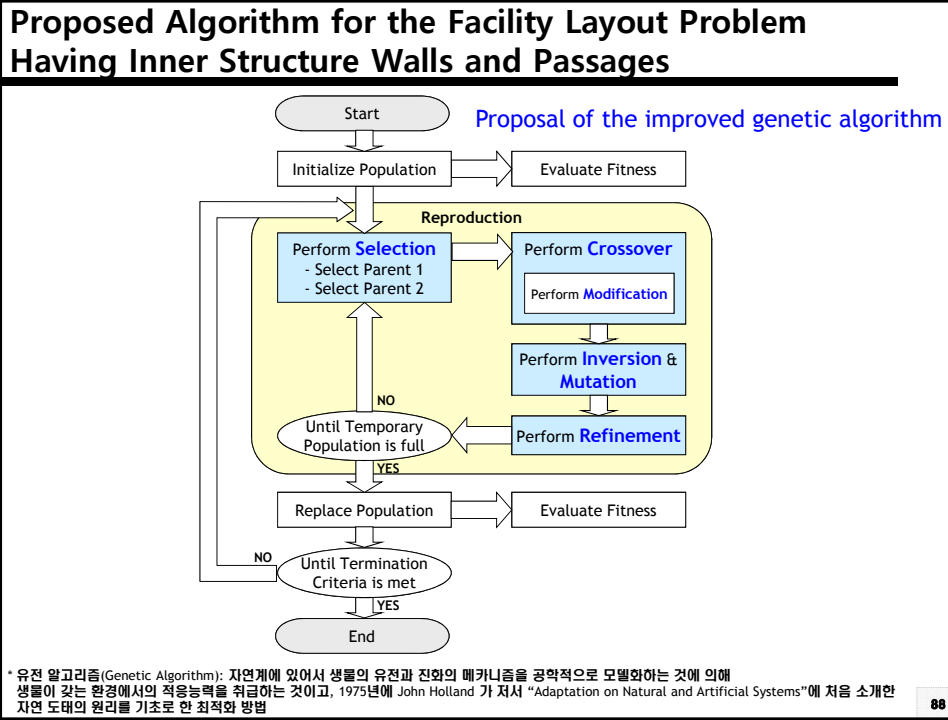 Proposed Algorithm for the Facility Layout Problem
Having Inner Structure Walls and Passages
Proposal of the improved genetic algorithm
Start
Initialize Population
Evaluate Fitness
Reproduction
Perform Selection
- Select Parent 1
- Select Parent 2
Perform Crossover
Perform Modification
Perform Inversion &
Mutation
Perform Refinement
NO
Until Temporary
Population is full
YES
Replace Population
Evaluate Fitness
NO
Until Termination
Criteria is met
YES
End
* 유전 알고리즘(Genetic Algorithm): 자연계에 있어서 생물의 유전과 진화의 메카니즘을 공학적으로 모델화하는 것에 의해
생물이 갖는 환경에서의 적응능력을 취급하는 것이고, 1975년에 John Holland 가 저서 “Adaptation on Natural and Artificial Systems”에 처음 소개한
자연 도태의 원리를 기초로 한 최적화 방법
88